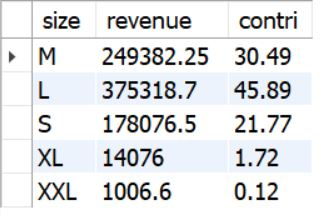 size revenue contri
M 249382.25 30.49
L 375318.7 45.89
S 178076.5 21.77
XL 14076 1.72
XXL 1006.6 0.12